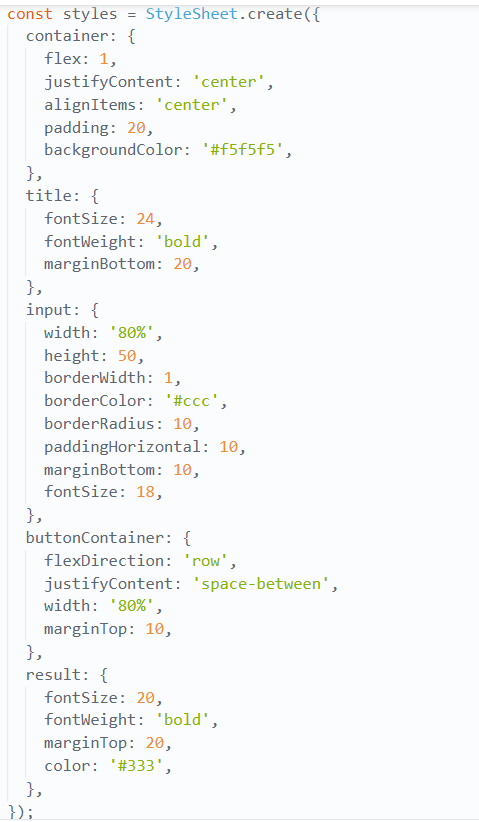 const styles = StyleSheet.create({
  container: {
    flex: 1,
    justifyContent: 'center',
    alignItems: 'center',
    padding: 20,
    backgroundColor: '#f5f5f5',
  },
  title: {
    fontSize: 24,
    fontWeight: 'bold',
    marginBottom: 20,
  },
  input: {
    width: '80%',
    height: 50,
    borderWidth: 1,
    borderColor: '#ccc',
    borderRadius: 10,
    paddingHorizontal: 10,
    marginBottom: 10,
    fontSize: 18,
  },
  buttonContainer: {
    flexDirection: 'row',
    justifyContent: 'space-between',
    width: '80%',
    marginTop: 10,
  },
  result: {
    fontSize: 20,
    fontWeight: 'bold',
    marginTop: 20,
    color: '#333',
  },
});